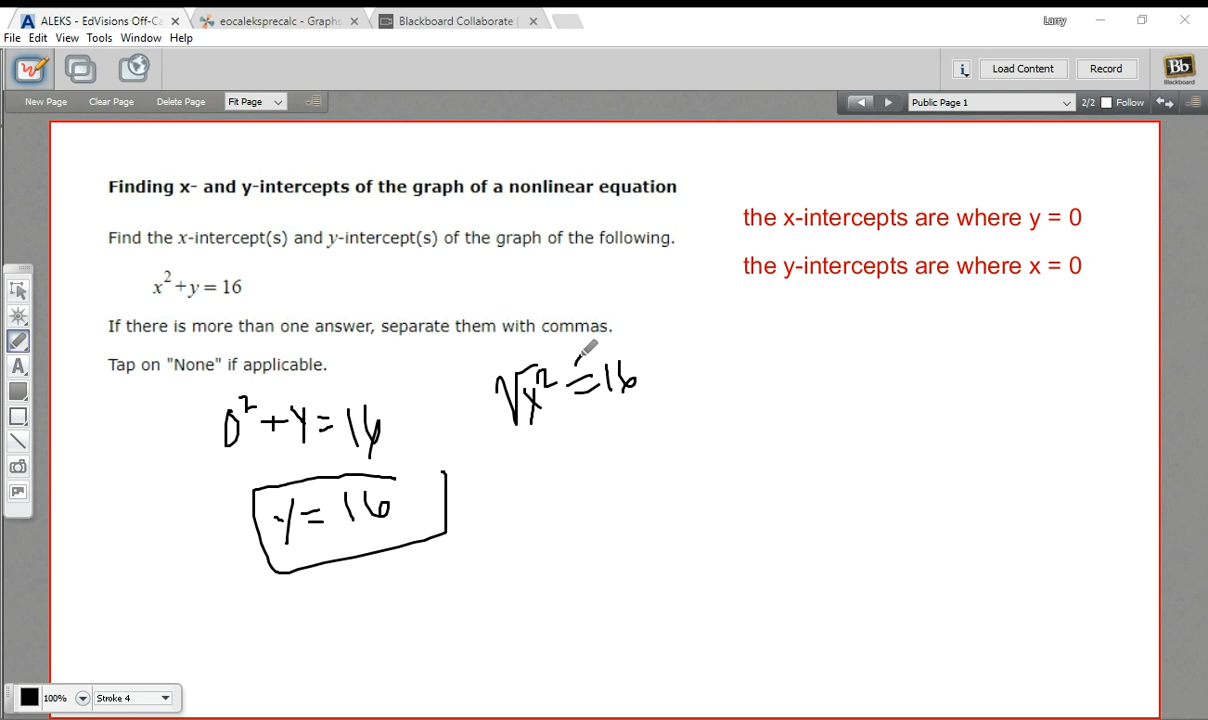 ALEKS - EdVisions Off-Ca
eocaleksprecalc - Graphs
Blackboard Collaborate
Larry
File Edit View Tools Window Help
Load Content
Record
Bb
Blackboard
New Page Clear Page Delete Page Fit Page
Public Page 1
2/2
Follow
Finding x- and y-intercepts of the graph of a nonlinear equation
the x-intercepts are where y = 0
Find the x-intercept(s) and y-intercept(s) of the graph of the following.
the y-intercepts are where x = 0
x² + y = 16
If there is more than one answer, separate them with commas.
Tap on "None" if applicable.
√x² = 16
0² + y = 16
y = 16
100%
Stroke 4